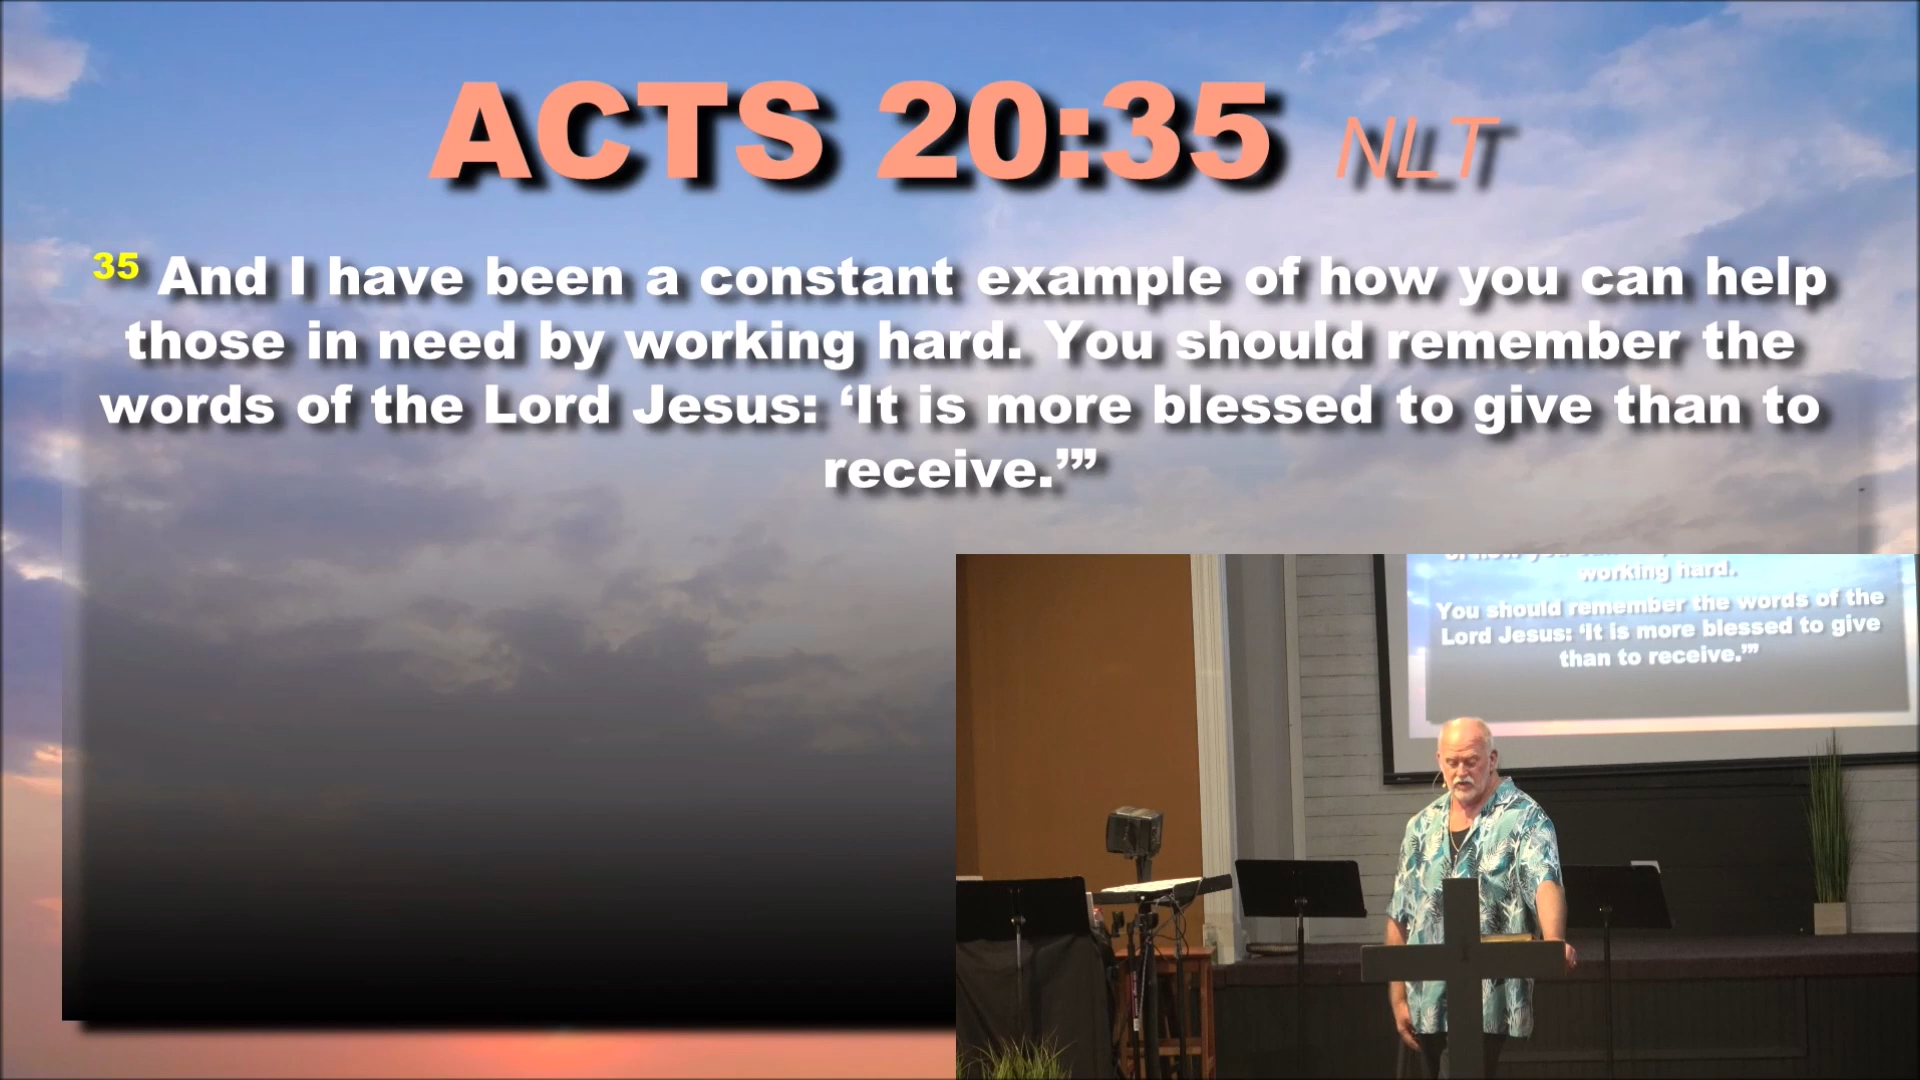 ACTS 20:35 NLT
35 And I have been a constant example of how you can help
those in need by working hard. You should remember the
words of the Lord Jesus: ‘It is more blessed to give than to
receive.’”
working hard.
You should remember the words of the
Lord Jesus: ‘It is more blessed to give
than to receive.’”